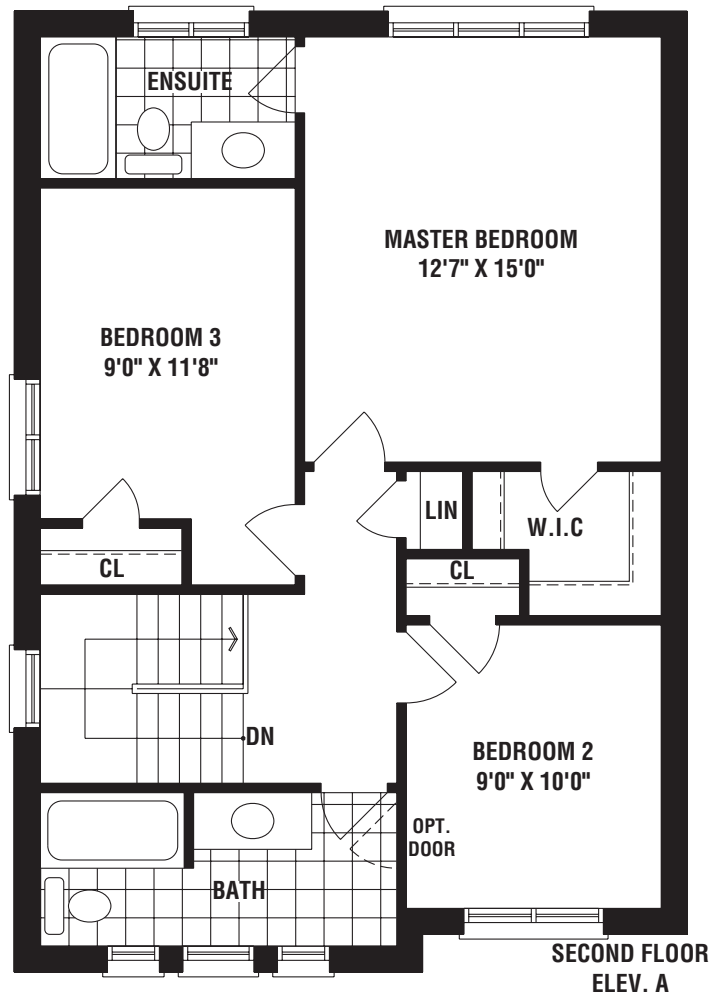 ENSUITE
MASTER BEDROOM
12'7" X 15'0"
BEDROOM 3
9'0" X 11'8"
LIN
W.I.C
CL
CL
DN
BEDROOM 2
9'0" X 10'0"
OPT.
DOOR
BATH
SECOND FLOOR
ELEV. A